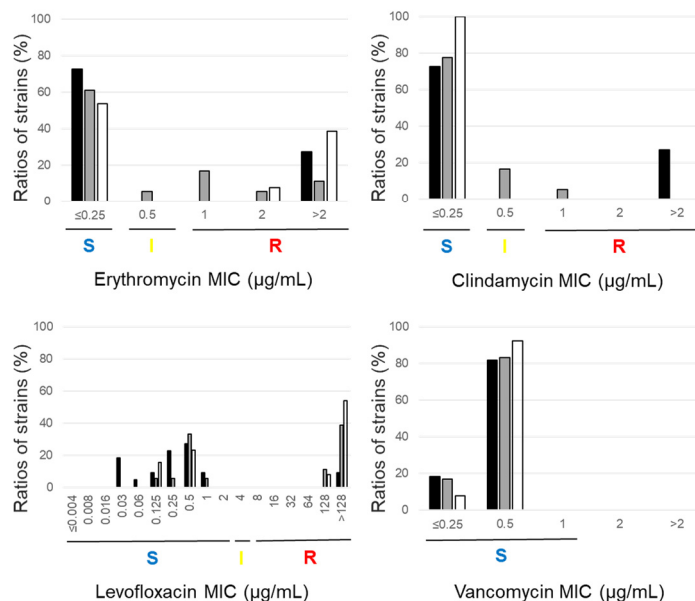 Ratios of strains (%)
100
80
60
40
20
0
≤0.25 0.5 1 2 >2
S I R
Erythromycin MIC (µg/mL)
Ratios of strains (%)
100
80
60
40
20
0
≤0.25 0.5 1 2 >2
S I R
Clindamycin MIC (µg/mL)
Ratios of strains (%)
100
80
60
40
20
0
≤0.004 0.008 0.016 0.03 0.06 0.125 0.25 0.5 1 2 4 8 16 32 64 128 >128
S I R
Levofloxacin MIC (µg/mL)
Ratios of strains (%)
100
80
60
40
20
0
≤0.25 0.5 1 2 >2
S
Vancomycin MIC (µg/mL)